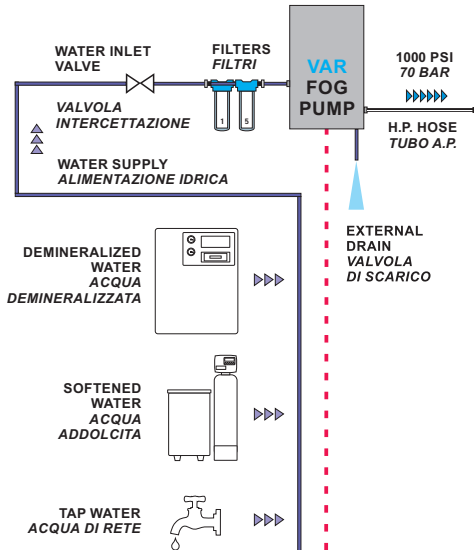 WATER INLET
VALVE
FILTERS
FILTRI
VAR
FOG
PUMP
1000 PSI
70 BAR
VALVOLA
INTERCETTAZIONE
1
5
H.P. HOSE
TUBO A.P.
WATER SUPPLY
ALIMENTAZIONE IDRICA
EXTERNAL
DRAIN
VALVOLA
DI SCARICO
DEMINERALIZED
WATER
ACQUA
DEMINERALIZZATA
SOFTENED
WATER
ACQUA
ADDOLCITA
TAP WATER
ACQUA DI RETE